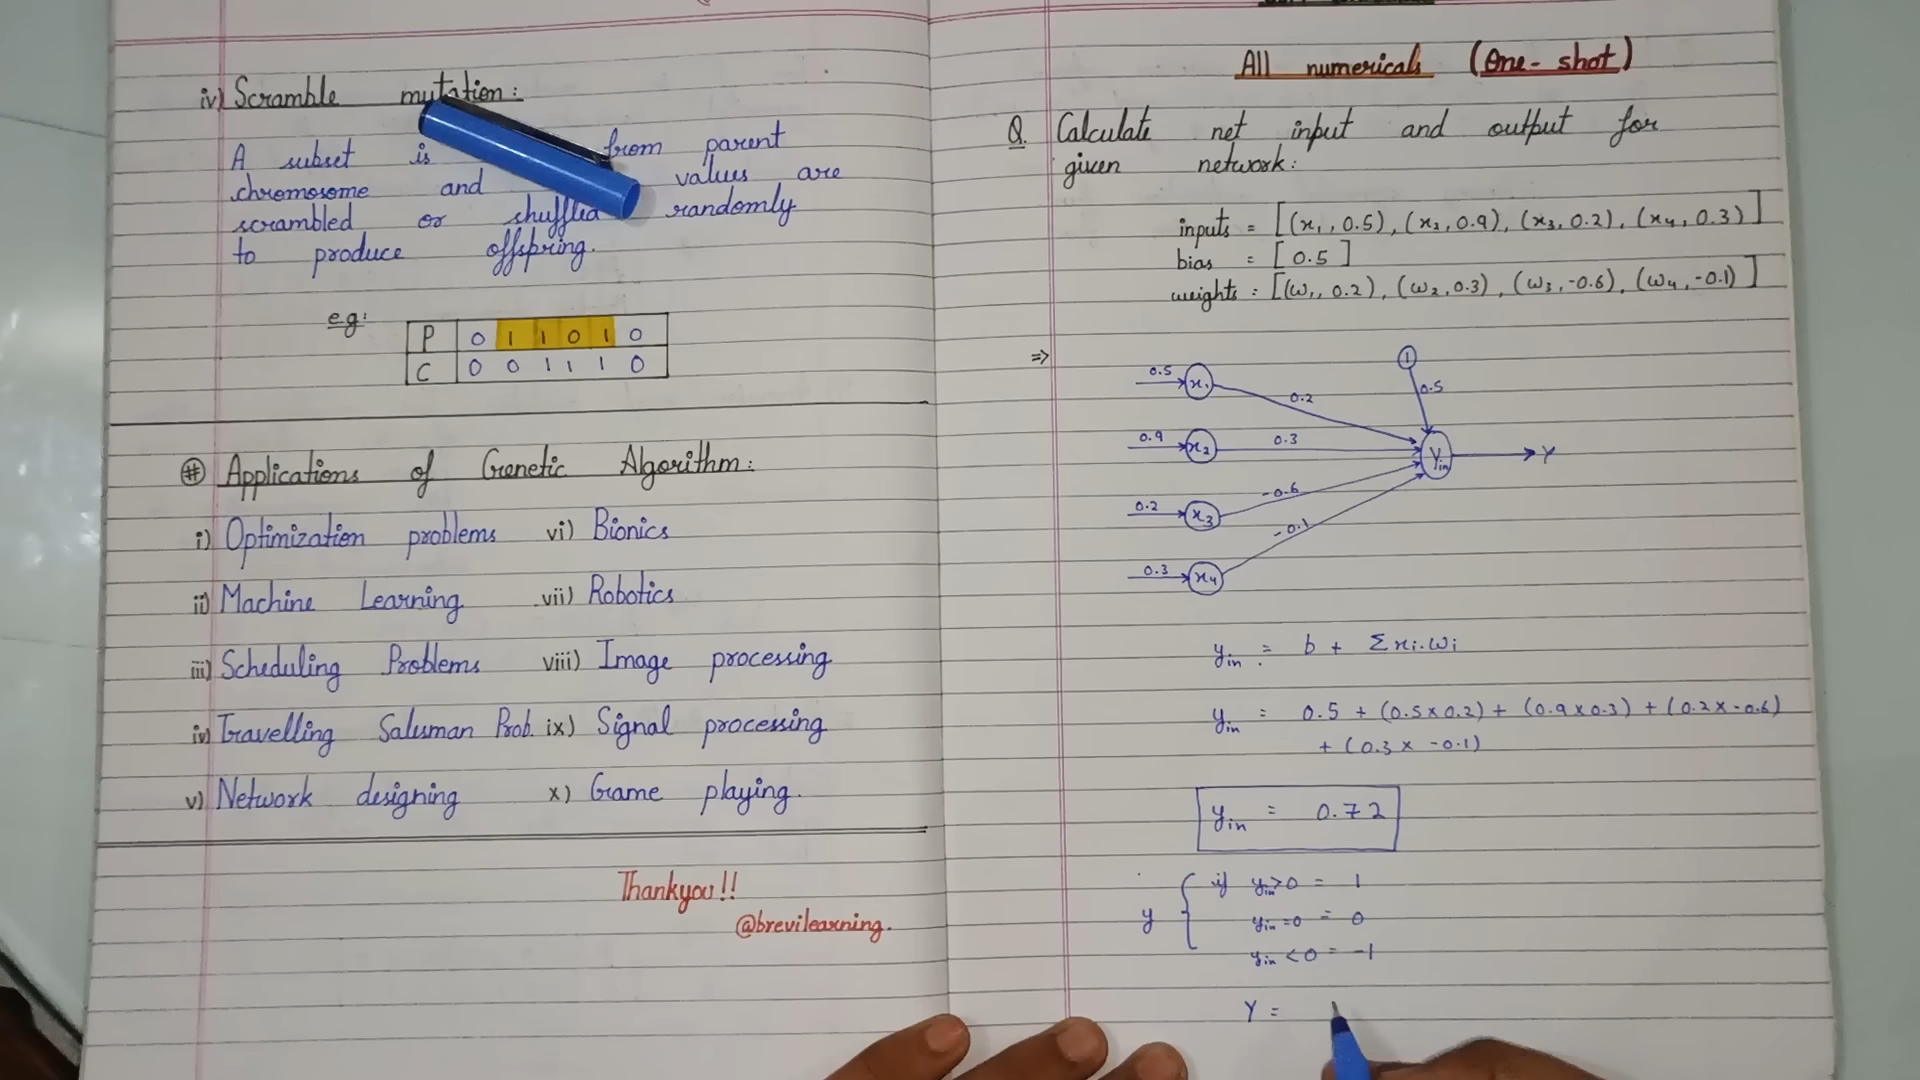 iv) Scramble mutation:
A subset is from parent
chromosome and values are
scrambled or shuffled randomly
to produce offspring.
e.g:
P 0 1 1 0 1 0
C 0 0 1 1 1 0
# Applications of Genetic Algorithm:
i) Optimization problems vi) Bionics
ii) Machine Learning vii) Robotics
iii) Scheduling Problems viii) Image processing
iv) Travelling Salesman Prob. ix) Signal processing
v) Network designing x) Game playing.
Thankyou!!
@brevilearning.
All numericals (One-shot)
Q. Calculate net input and output for
given network:
inputs = [(x₁, 0.5), (x₂, 0.9), (x₃, 0.2), (x₄, 0.3)]
bias = [0.5]
weights = [(ω₁, 0.2), (ω₂, 0.3), (ω₃, -0.6), (ω₄, -0.1)]
⇒ 1
0.5 x₁ 0.2 0.5
0.9 x₂ 0.3 Yin Y
0.2 x₃ -0.6
0.3 x₄ -0.1
yin = b + Σxi.ωi
yin = 0.5 + (0.5x0.2) + (0.9x0.3) + (0.2x-0.6)
+ (0.3 x -0.1)
yin = 0.72
if yin>0 = 1
y yin=0 = 0
yin<0 = -1
Y =